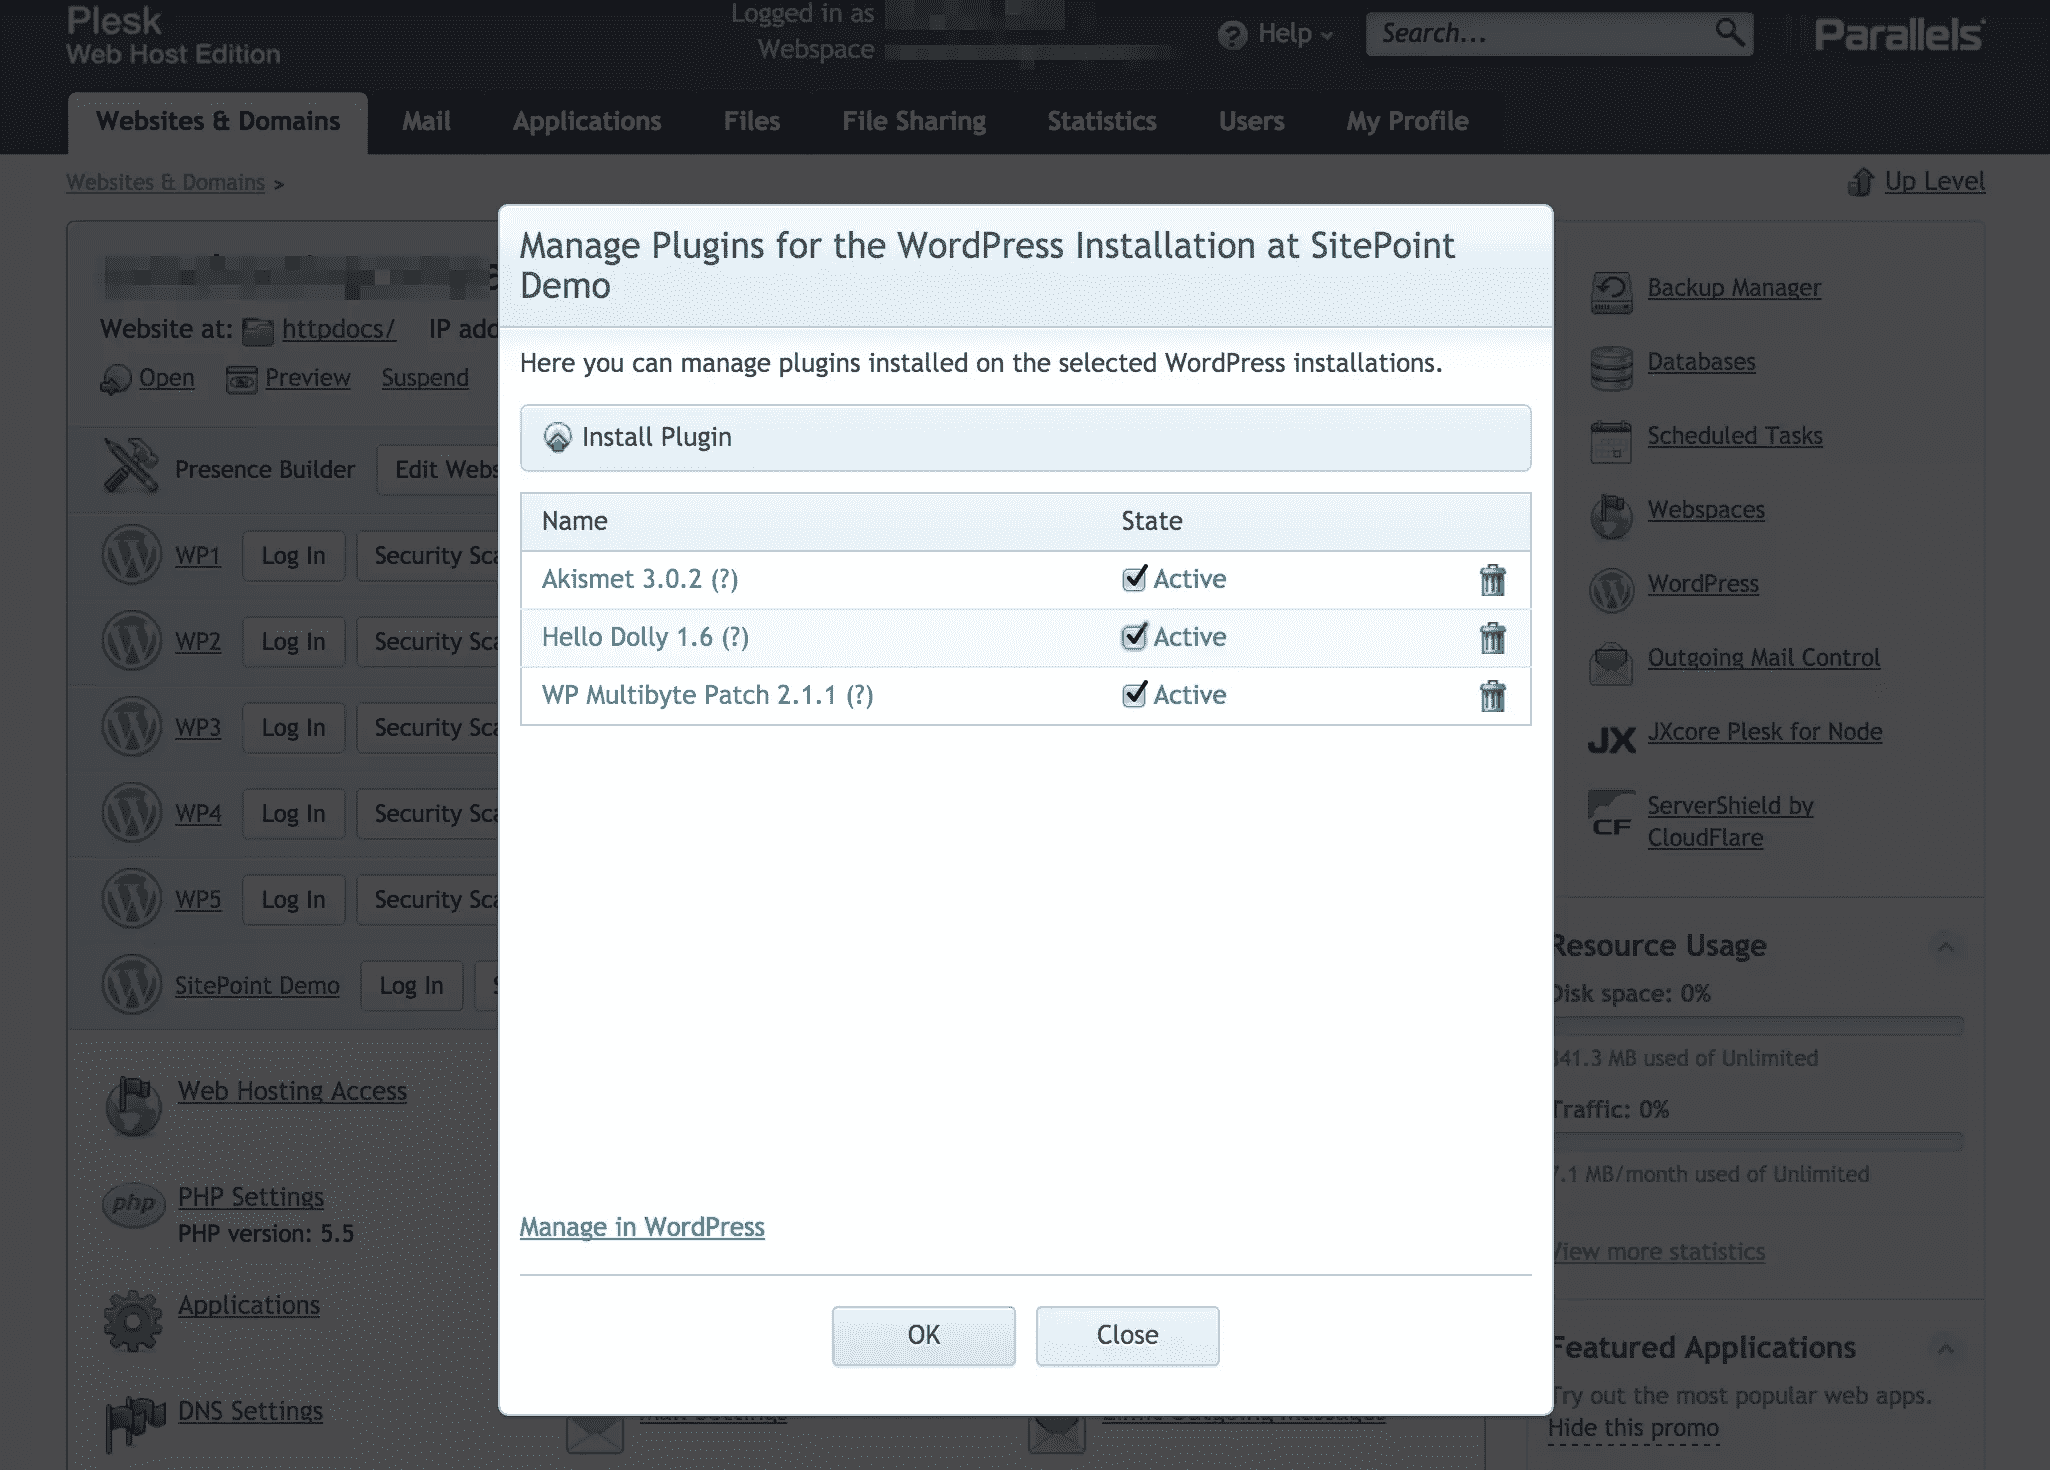 Plesk
Web Host Edition
Logged in as
Webspace
Help
Search...
Parallels
Websites & Domains
Mail
Applications
Files
File Sharing
Statistics
Users
My Profile
Websites & Domains >
Up Level
Website at: httpdocs/ IP add
Open
Preview
Suspend
Presence Builder
Edit Webs
WP1 Log In Security Sca
WP2 Log In Security Sca
WP3 Log In Security Sca
WP4 Log In Security Sca
WP5 Log In Security Sca
SitePoint Demo Log In S
Web Hosting Access
php
PHP Settings
PHP version: 5.5
Applications
DNS Settings
Manage Plugins for the WordPress Installation at SitePoint
Demo
Here you can manage plugins installed on the selected WordPress installations.
Install Plugin
Name State
Akismet 3.0.2 (?) Active
Hello Dolly 1.6 (?) Active
WP Multibyte Patch 2.1.1 (?) Active
Manage in WordPress
OK
Close
Backup Manager
Databases
Scheduled Tasks
Webspaces
WordPress
Outgoing Mail Control
JX
JXcore Plesk for Node
CF
ServerShield by
CloudFlare
Resource Usage
Disk space: 0%
341.3 MB used of Unlimited
Traffic: 0%
7.1 MB/month used of Unlimited
View more statistics
Featured Applications
Try out the most popular web apps.
Hide this promo